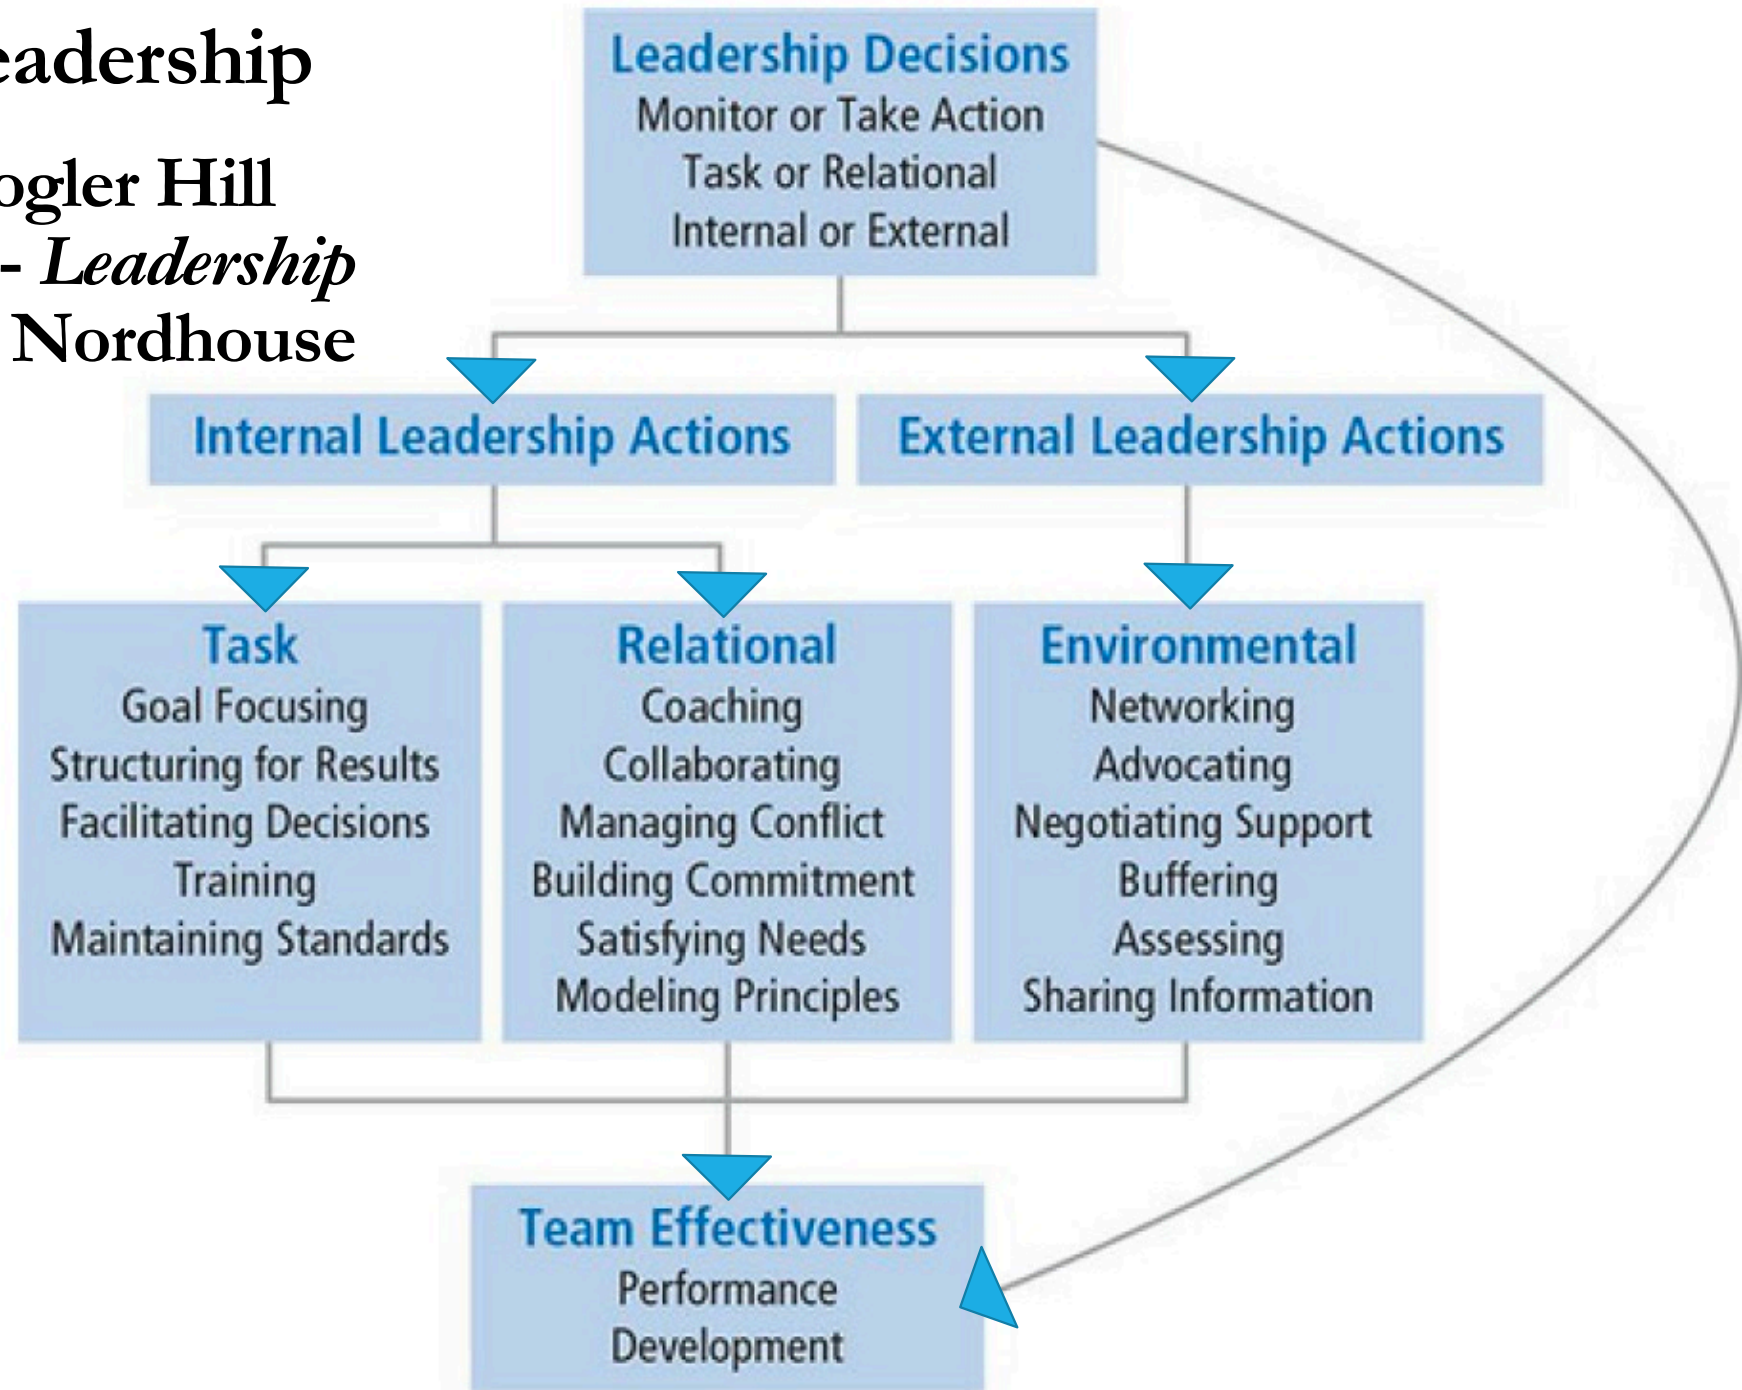 eadership
ogler Hill
- Leadership
Nordhouse
Leadership Decisions
Monitor or Take Action
Task or Relational
Internal or External
Internal Leadership Actions
External Leadership Actions
Task
Goal Focusing
Structuring for Results
Facilitating Decisions
Training
Maintaining Standards
Relational
Coaching
Collaborating
Managing Conflict
Building Commitment
Satisfying Needs
Modeling Principles
Environmental
Networking
Advocating
Negotiating Support
Buffering
Assessing
Sharing Information
Team Effectiveness
Performance
Development